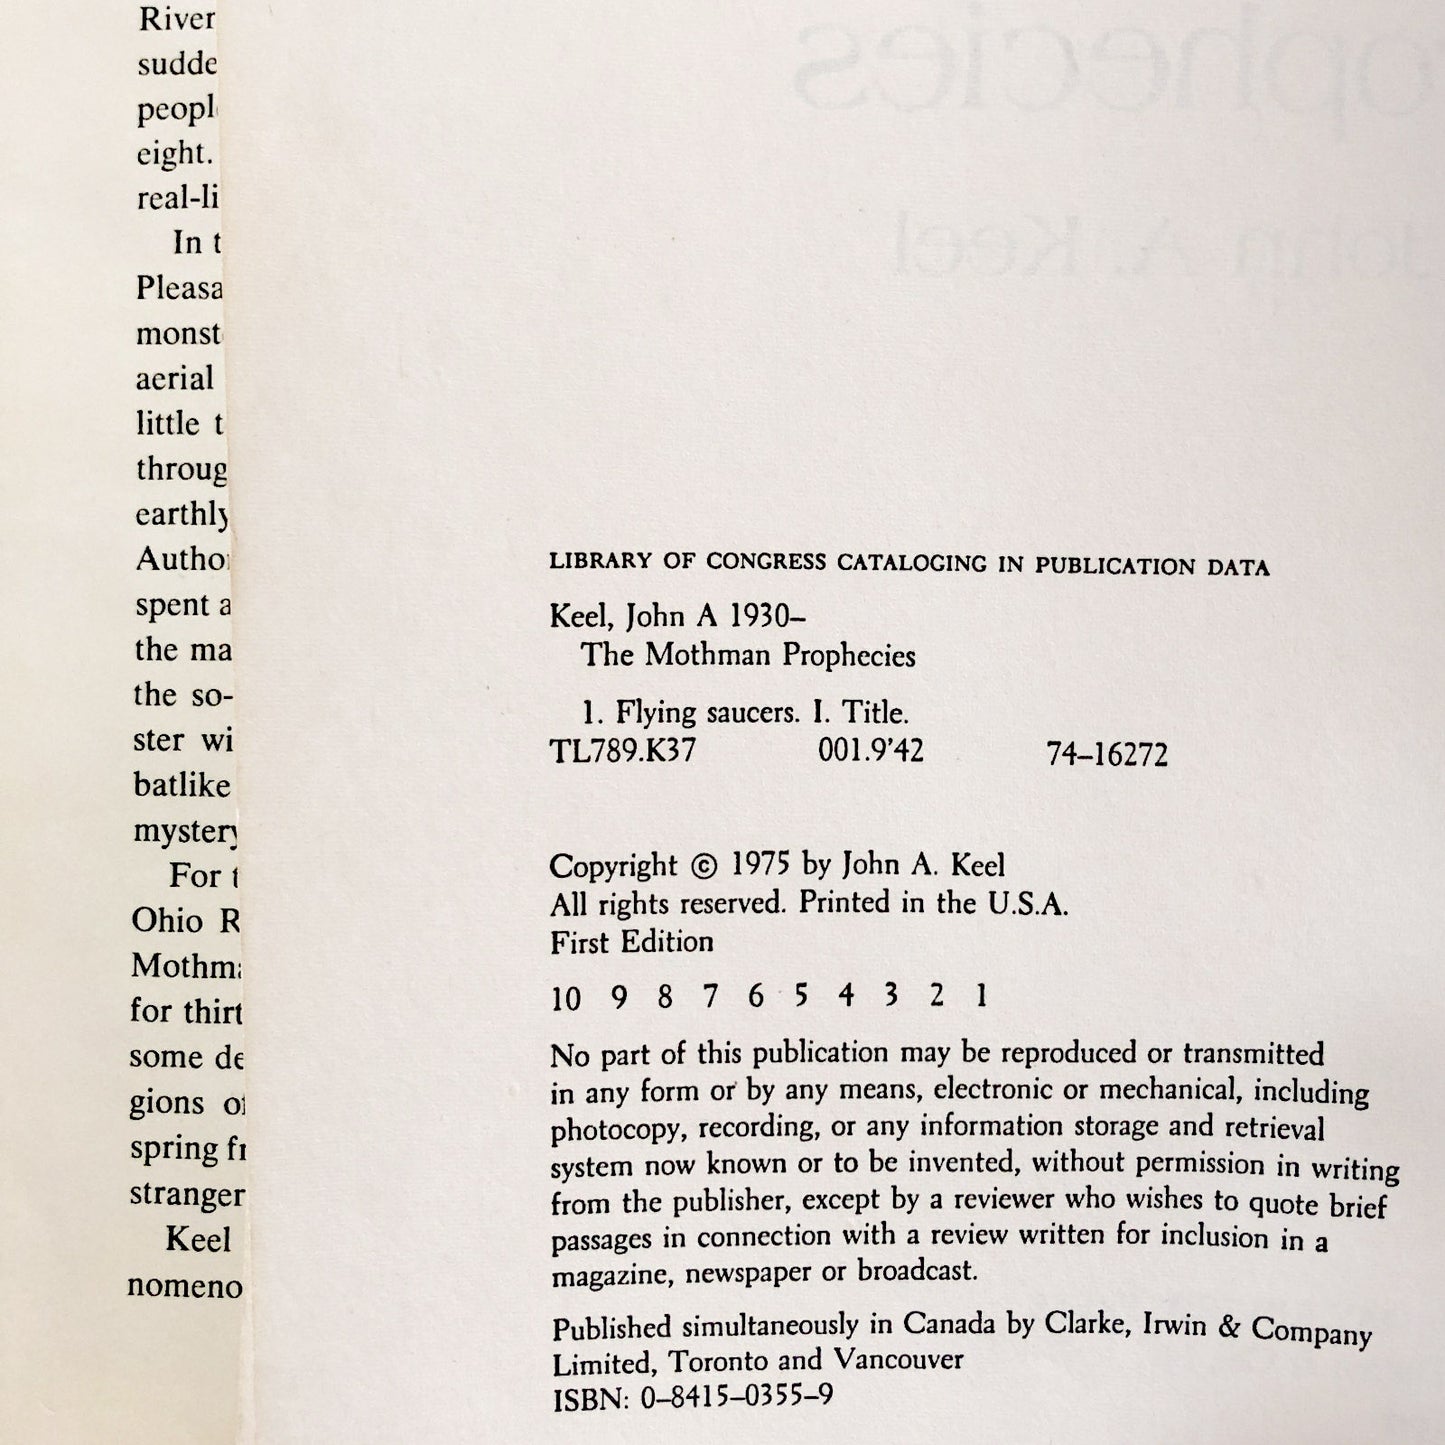 River
sudde
peopl
eight.
real-li
In t
Pleasa
monst
aerial
little t
throug
earthly
Autho
spent a
the ma
the so-
ster wi
batlike
mystery
For t
Ohio R
Mothma
for thirt
some de
gions of
spring fr
stranger
Keel
nomeno
ophecies
John A. Keel
LIBRARY OF CONGRESS CATALOGING IN PUBLICATION DATA
Keel, John A 1930–
The Mothman Prophecies
1. Flying saucers. I. Title.
TL789.K37 001.9'42 74–16272
Copyright © 1975 by John A. Keel
All rights reserved. Printed in the U.S.A.
First Edition
10 9 8 7 6 5 4 3 2 1
No part of this publication may be reproduced or transmitted
in any form or by any means, electronic or mechanical, including
photocopy, recording, or any information storage and retrieval
system now known or to be invented, without permission in writing
from the publisher, except by a reviewer who wishes to quote brief
passages in connection with a review written for inclusion in a
magazine, newspaper or broadcast.
Published simultaneously in Canada by Clarke, Irwin & Company
Limited, Toronto and Vancouver
ISBN: 0–8415–0355–9